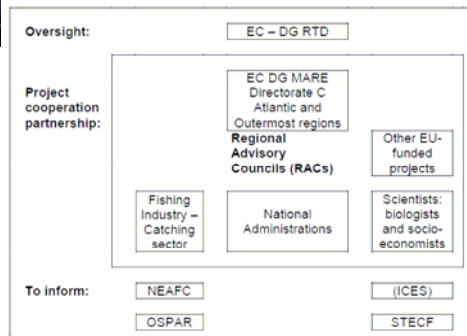 Oversight:
EC – DG RTD
Project
cooperation
partnership:
EC DG MARE
Directorate C
Atlantic and
Outermost regions
Regional
Advisory
Councils (RACs)
Other EU-
funded
projects
Fishing
Industry –
Catching
sector
National
Administrations
Scientists:
biologists
and socio-
economists
To inform:
NEAFC
(ICES)
OSPAR
STECF